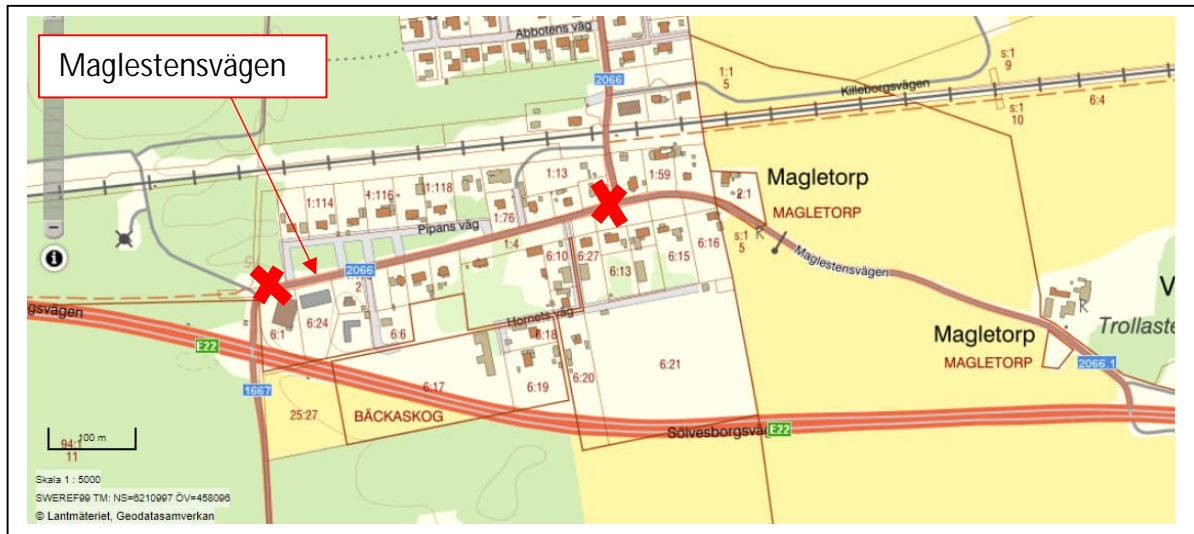 Maglestensvägen
Abbotens väg
2066
1:1
5
s:1
9
Killeborgsvägen
s:1
10
6:4
1:114
1:116
1:118
1:13
1:59
1:76
2:1
Magletorp
MAGLETORP
Pipans väg
1:4
2066
2
6:10
6:27
6:13
6:15
6:16
s:1
5
Maglestensvägen
6:1
6:24
6:6
Hornets väg
6:18
6:21
Magletorp
MAGLETORP
Trollaste
V
2066.1
gsvägen
E22
1667
6:17
6:19
6:20
25:27
BÄCKASKOG
Sölvesborgsväg
E22
100 m
94:1
11
Skala 1 : 5000
SWEREF99 TM: NS=6210997 ÖV=458096
© Lantmäteriet, Geodatasamverkan